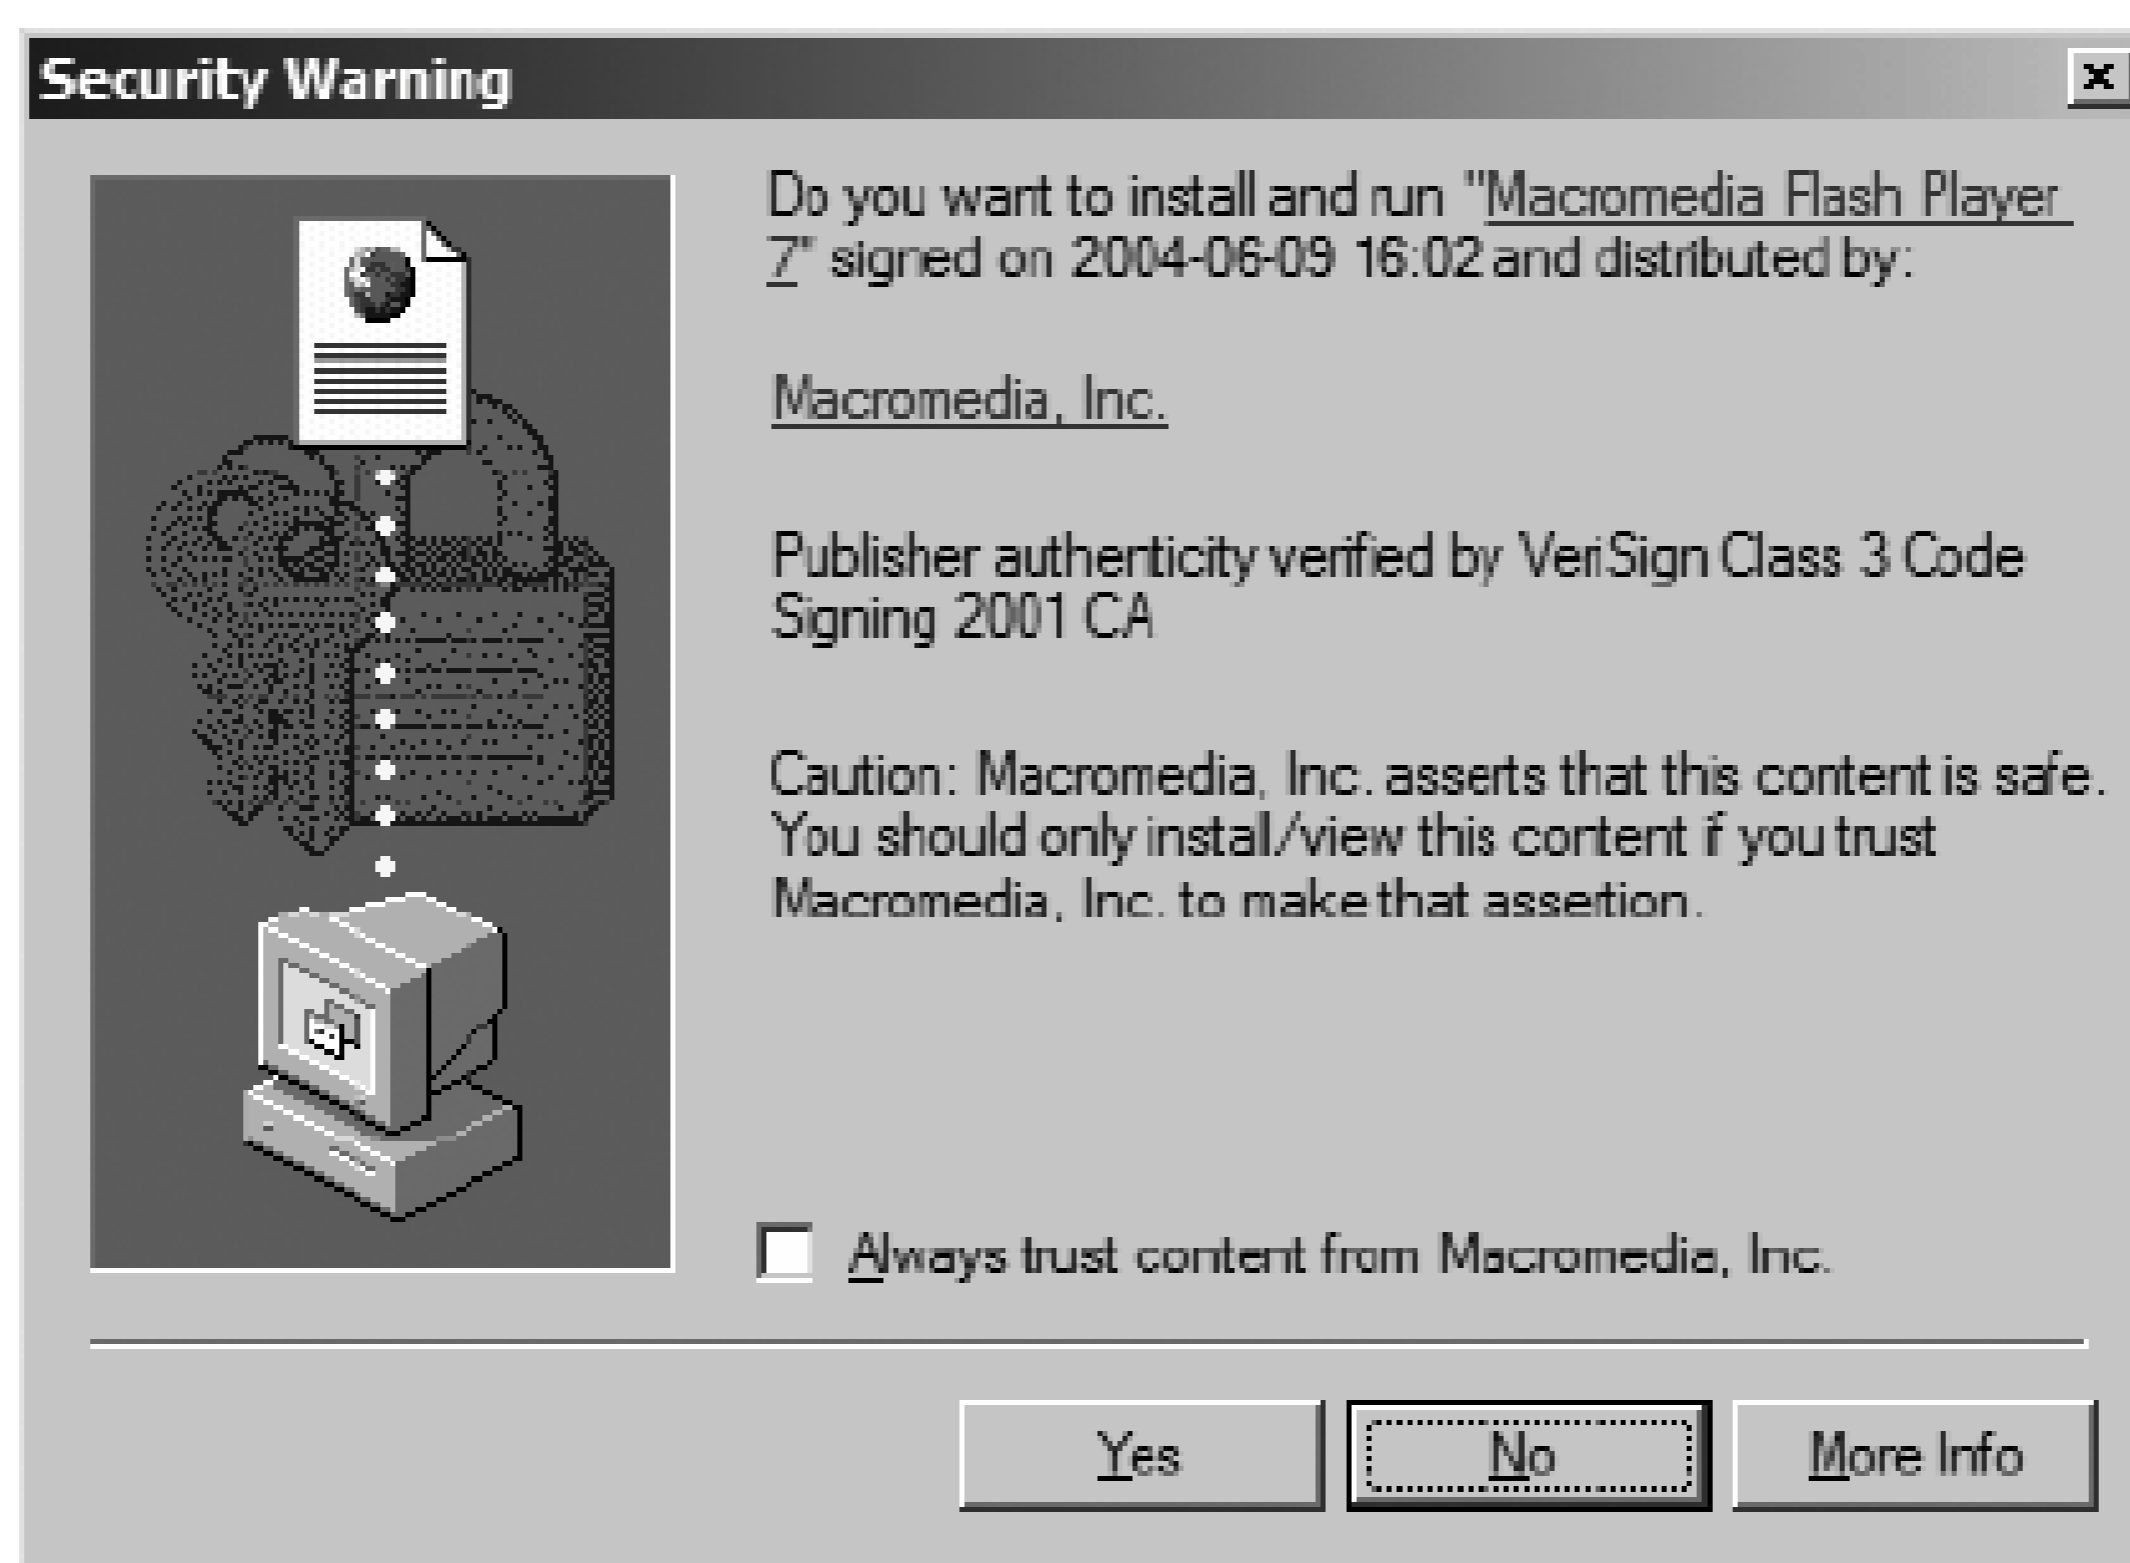 Security Warning
Do you want to install and run "Macromedia Flash Player
7" signed on 2004-06-09 16:02 and distributed by:
Macromedia, Inc.
Publisher authenticity verified by VeriSign Class 3 Code
Signing 2001 CA
Caution: Macromedia, Inc. asserts that this content is safe.
You should only install/view this content if you trust
Macromedia, Inc. to make that assertion.
Always trust content from Macromedia, Inc.
Yes No More Info